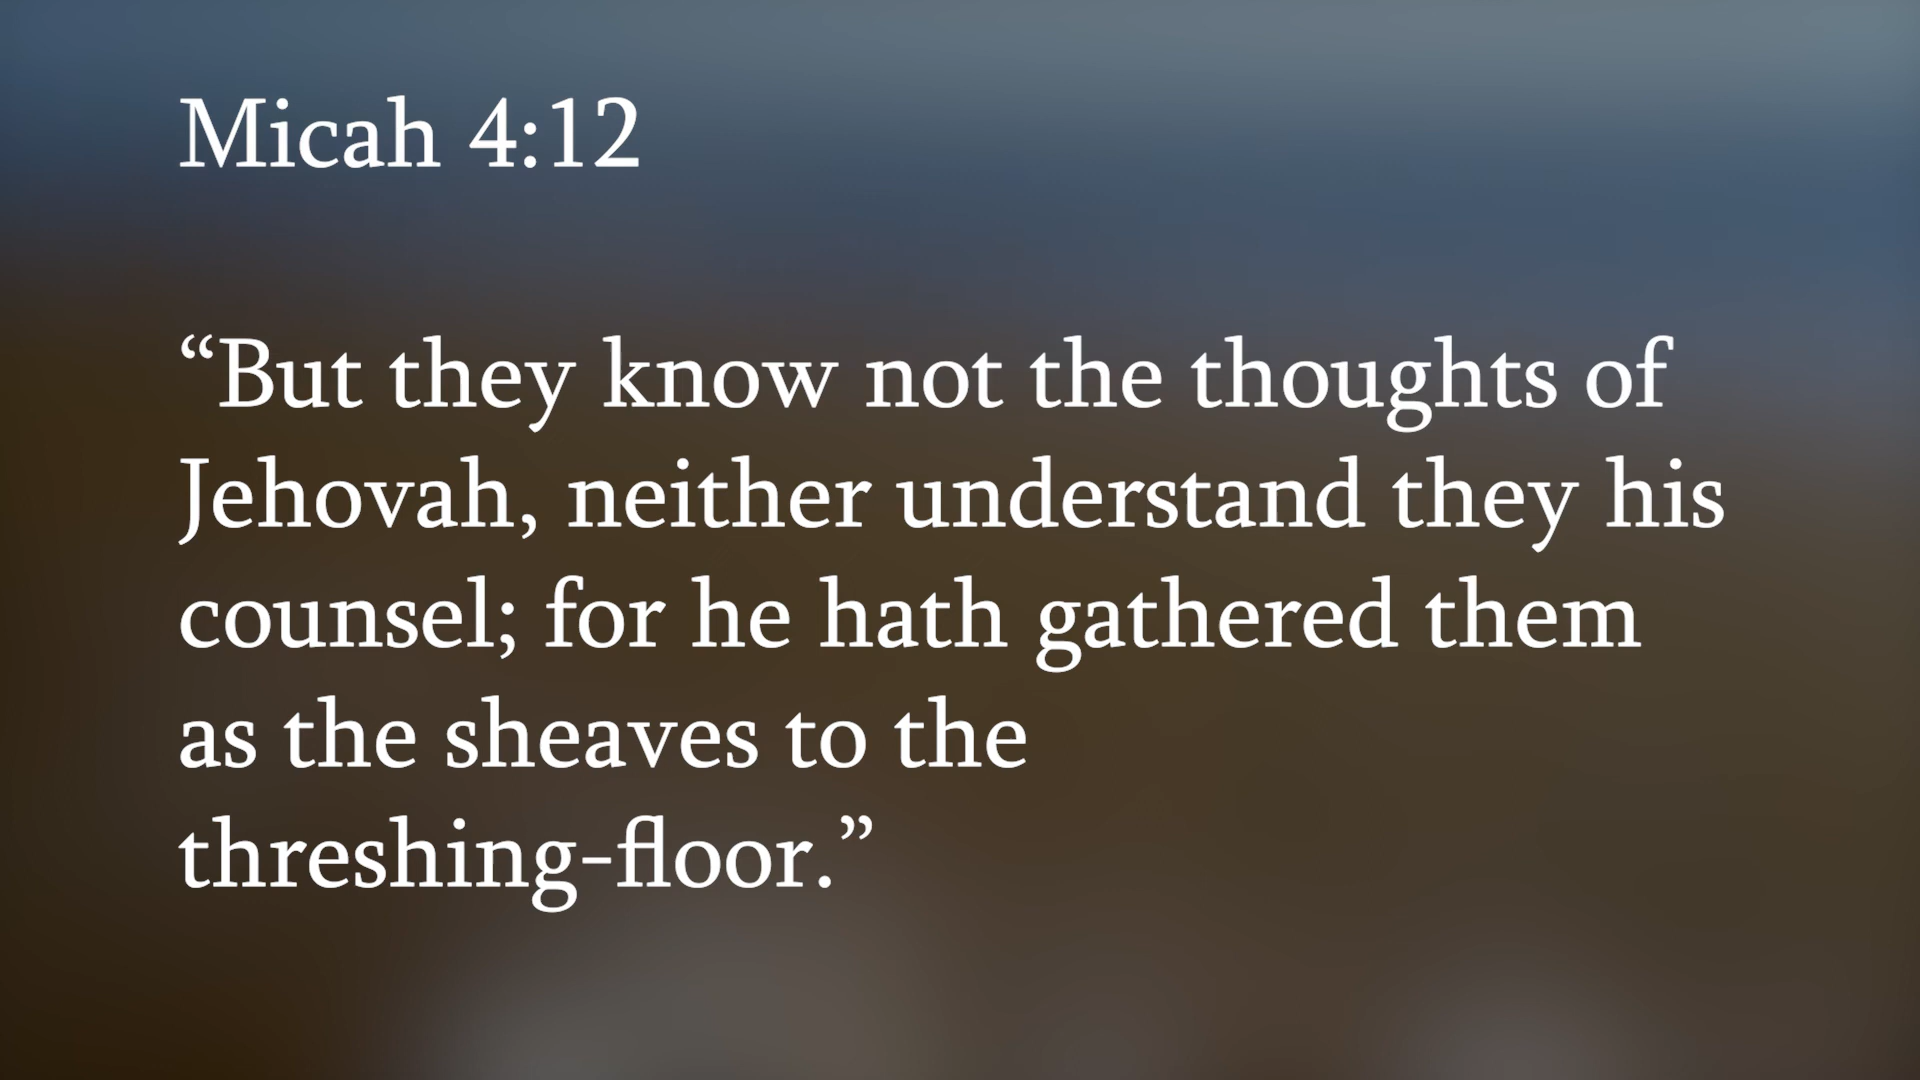 Micah 4:12
“But they know not the thoughts of
Jehovah, neither understand they his
counsel; for he hath gathered them
as the sheaves to the
threshing-floor.”